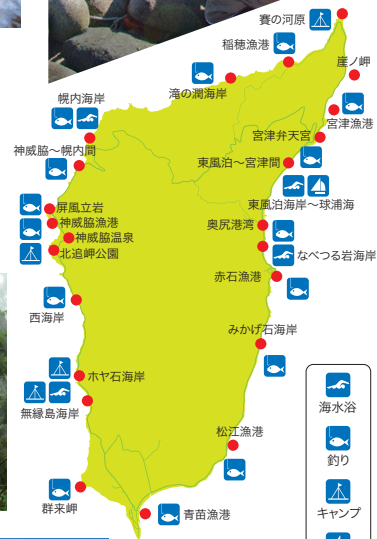 賽の河原
稲穂漁港
崖ノ岬
滝の澗海岸
幌内海岸
宮津漁港
宮津弁天宮
神威脇〜幌内間
東風泊〜宮津間
東風泊海岸〜球浦海
屏風立岩
神威脇漁港
奥尻港湾
神威脇温泉
北追岬公園
なべつる岩海岸
赤石漁港
西海岸
みかげ石海岸
ホヤ石海岸
無縁島海岸
海水浴
松江漁港
釣り
群来岬
青苗漁港
キャンプ